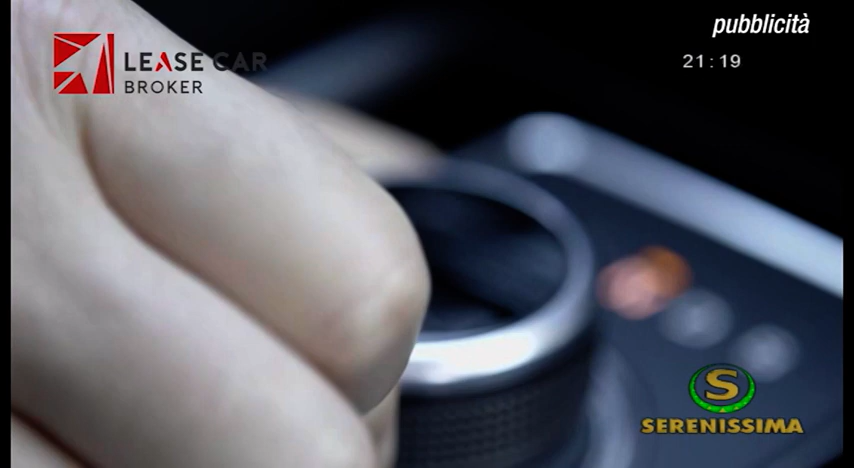 pubblicità
21:19
LEASE CAR
BROKER
S
SERENISSIMA